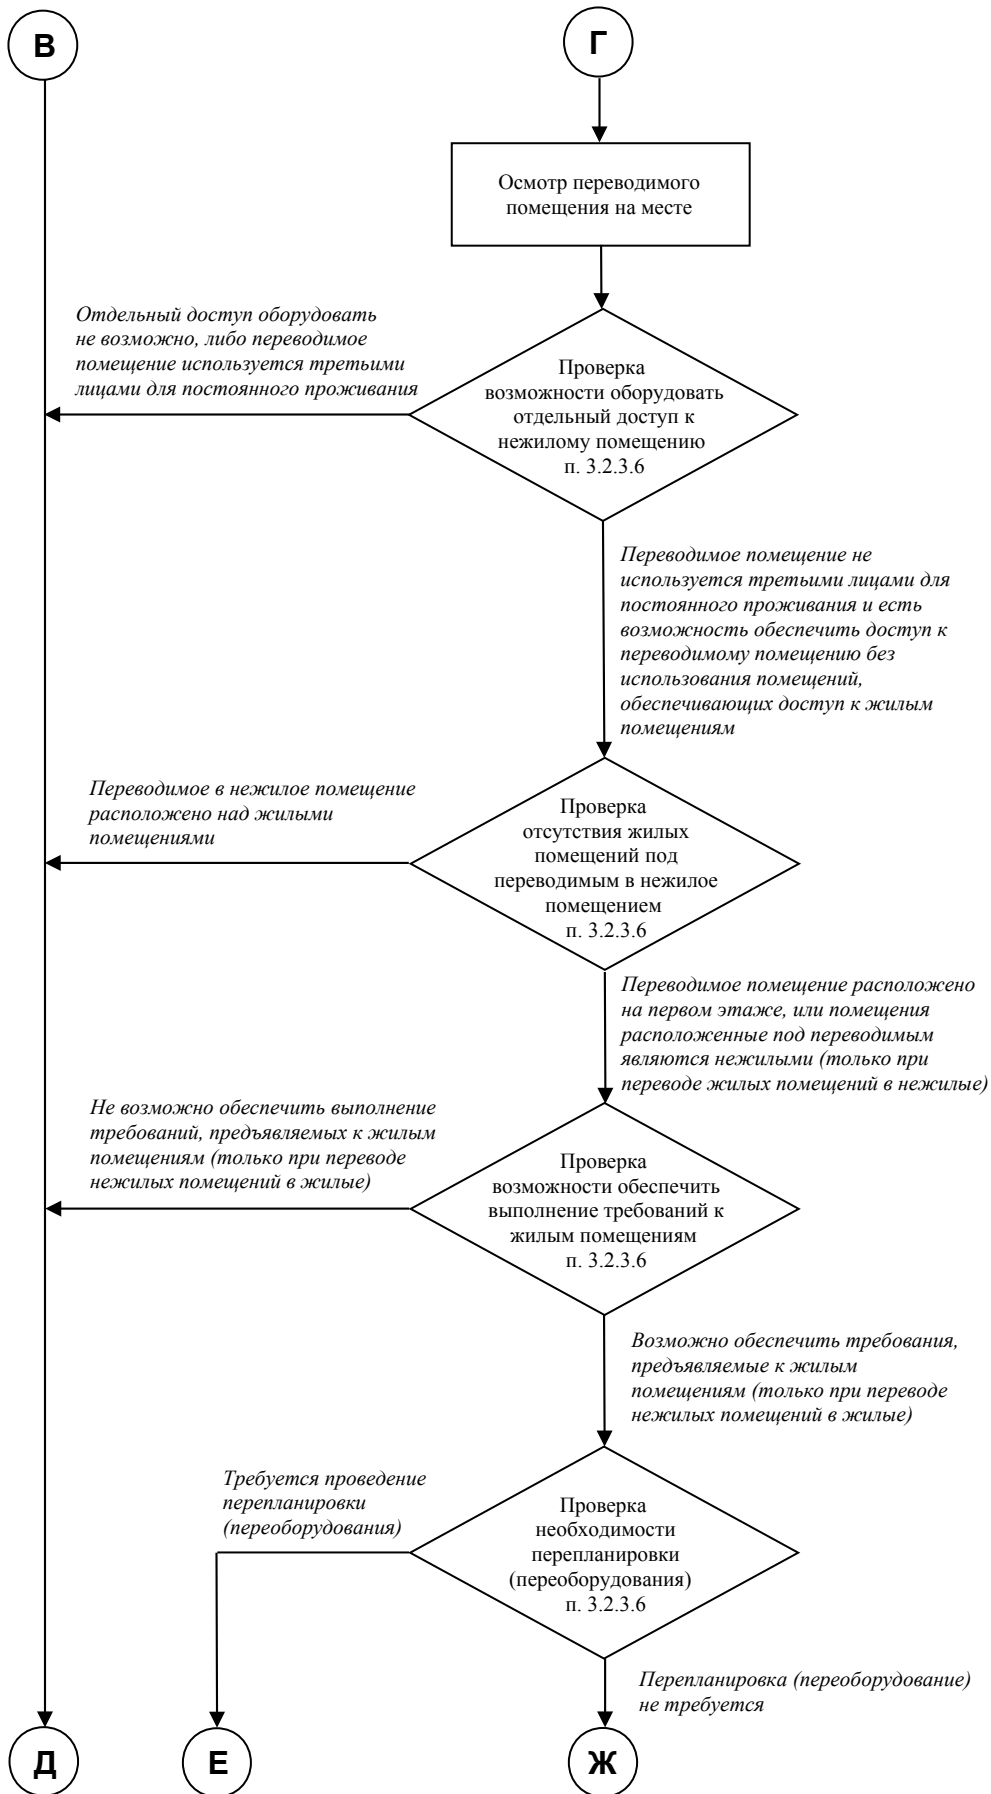 В
Г
Осмотр переводимого
помещения на месте
Отдельный доступ оборудовать
не возможно, либо переводимое
помещение используется третьими
лицами для постоянного проживания
Проверка
возможности оборудовать
отдельный доступ к
нежилому помещению
п. 3.2.3.6
Переводимое помещение не
используется третьими лицами для
постоянного проживания и есть
возможность обеспечить доступ к
переводимому помещению без
использования помещений,
обеспечивающих доступ к жилым
помещениям
Переводимое в нежилое помещение
расположено над жилыми
помещениями
Проверка
отсутствия жилых
помещений под
переводимым в нежилое
помещением
п. 3.2.3.6
Переводимое помещение расположено
на первом этаже, или помещения
расположенные под переводимым
являются нежилыми (только при
переводе жилых помещений в нежилые)
Не возможно обеспечить выполнение
требований, предъявляемых к жилым
помещениям (только при переводе
нежилых помещений в жилые)
Проверка
возможности обеспечить
выполнение требований к
жилым помещениям
п. 3.2.3.6
Возможно обеспечить требования,
предъявляемые к жилым
помещениям (только при переводе
нежилых помещений в жилые)
Требуется проведение
перепланировки
(переоборудования)
Проверка
необходимости
перепланировки
(переоборудования)
п. 3.2.3.6
Перепланировка (переоборудование)
не требуется
Д
Е
Ж